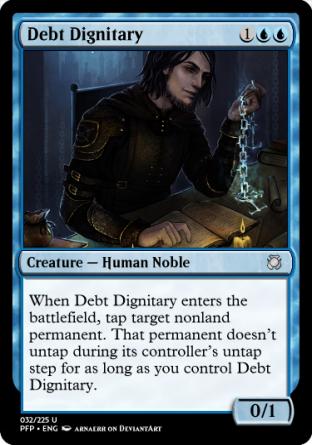 Debt Dignitary 1
Creature — Human Noble
When Debt Dignitary enters the
battlefield, tap target nonland
permanent. That permanent doesn't
untap during its controller's untap
step for as long as you control Debt
Dignitary.
032/225 U
PFP • ENG ARNAERR ON DEVIANTART
0/1